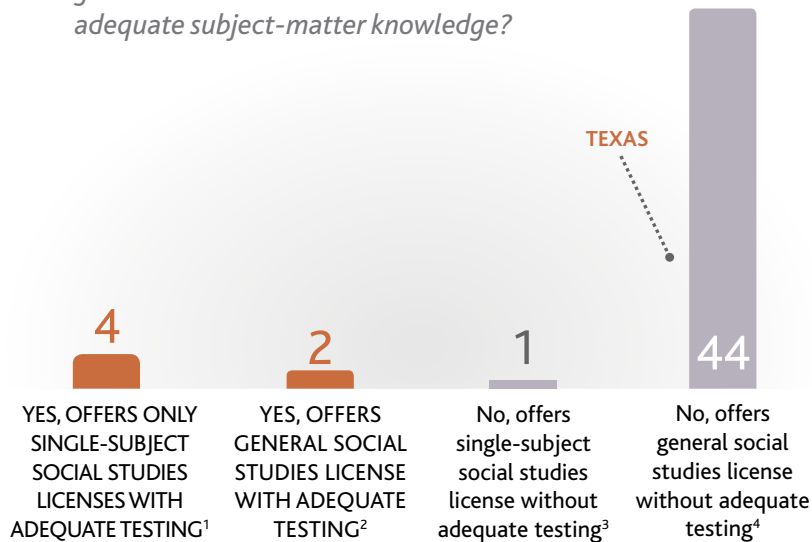 adequate subject-matter knowledge?
TEXAS
4
2
1
44
YES, OFFERS ONLY
SINGLE-SUBJECT
SOCIAL STUDIES
LICENSES WITH
ADEQUATE TESTING¹
YES, OFFERS
GENERAL SOCIAL
STUDIES LICENSE
WITH ADEQUATE
TESTING²
No, offers
single-subject
social studies
license without
adequate testing³
No, offers
general social
studies license
without adequate
testing⁴